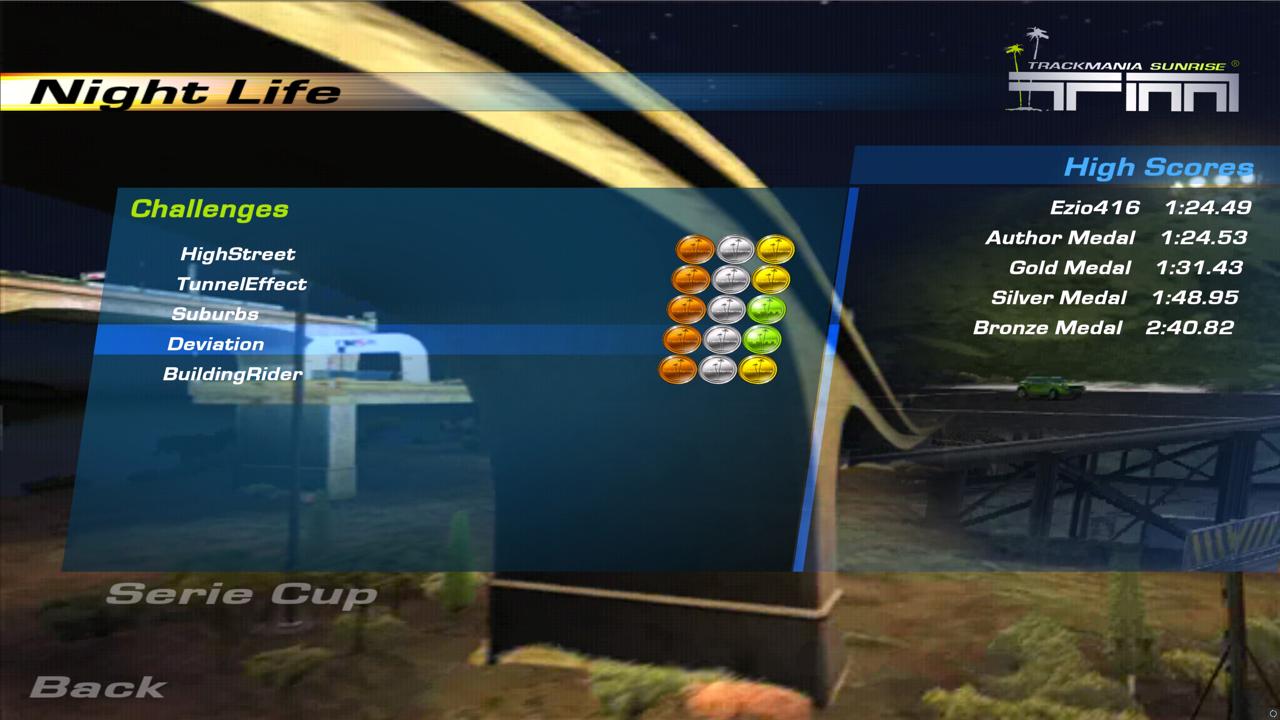 Night Life
TRACKMANIA SUNRISE ®
TM
High Scores
Ezio416 1:24.49
Author Medal 1:24.53
Gold Medal 1:31.43
Silver Medal 1:48.95
Bronze Medal 2:40.82
Challenges
HighStreet
TunnelEffect
Suburbs
Deviation
BuildingRider
Serie Cup
Back